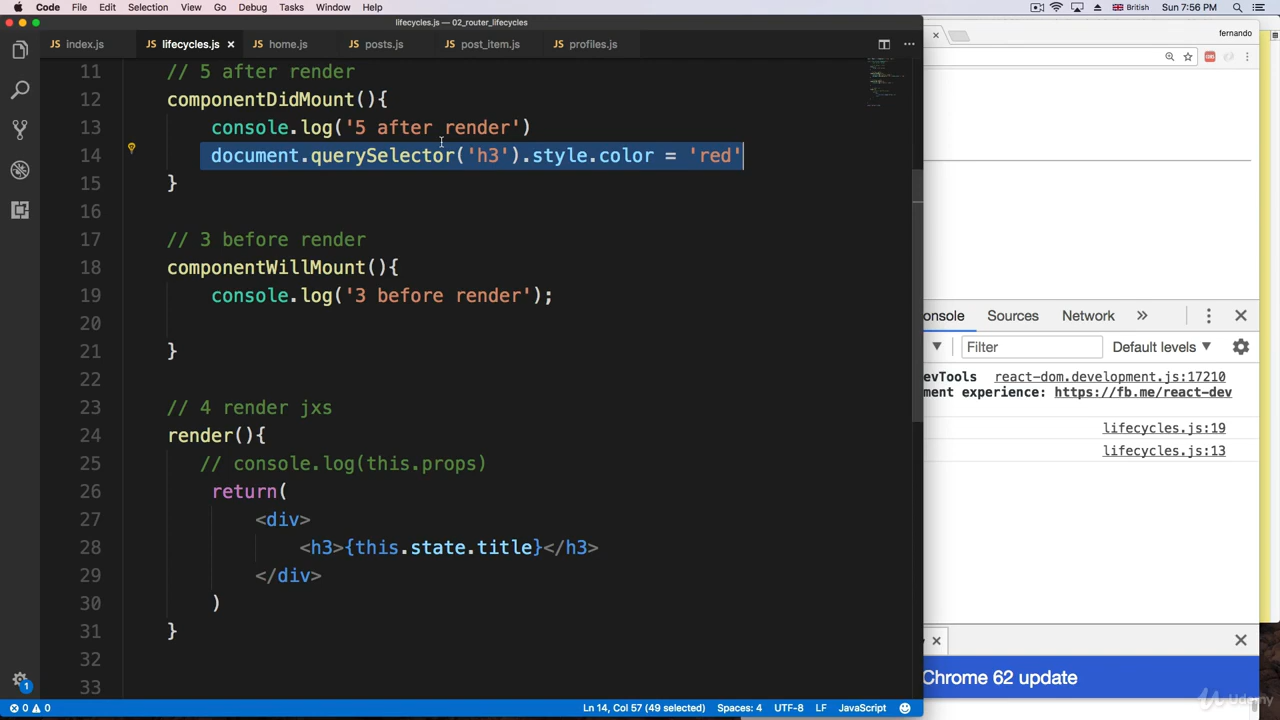 Code File Edit Selection View Go Debug Tasks Window Help
British Sun 7:56 PM
lifecycles.js — 02_router_lifecycles
fernando
index.js lifecycles.js home.js posts.js post_item.js profiles.js
11 // 5 after render
12 componentDidMount(){
13 console.log('5 after render')
14 document.querySelector('h3').style.color = 'red'
15 }
16
17 // 3 before render
18 componentWillMount(){
19 console.log('3 before render');
20
21 }
22
23 // 4 render jxs
24 render(){
25 // console.log(this.props)
26 return(
27 <div>
28 <h3>{this.state.title}</h3>
29 </div>
30 )
31 }
32
33
onsole Sources Network
Filter Default levels
evTools react-dom.development.js:17210
ment experience: https://fb.me/react-dev
lifecycles.js:19
lifecycles.js:13
Chrome 62 update
1
0 0
Ln 14, Col 57 (49 selected) Spaces: 4 UTF-8 LF JavaScript
Udemy